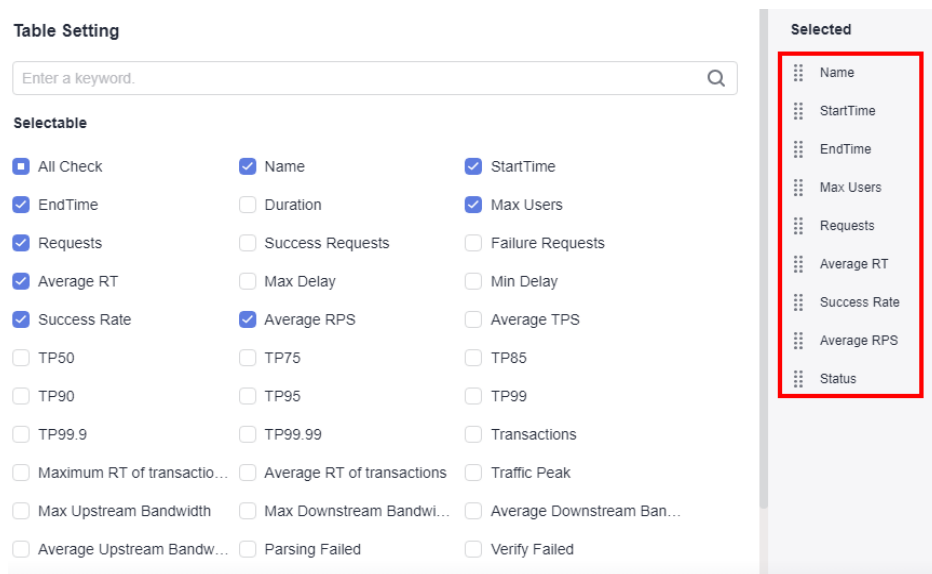 Table Setting
Enter a keyword.
Selectable
All Check
Name
StartTime
EndTime
Duration
Max Users
Requests
Success Requests
Failure Requests
Average RT
Max Delay
Min Delay
Success Rate
Average RPS
Average TPS
TP50
TP75
TP85
TP90
TP95
TP99
TP99.9
TP99.99
Transactions
Maximum RT of transactio...
Average RT of transactions
Traffic Peak
Max Upstream Bandwidth
Max Downstream Bandwi...
Average Downstream Ban...
Average Upstream Bandw...
Parsing Failed
Verify Failed
Selected
Name
StartTime
EndTime
Max Users
Requests
Average RT
Success Rate
Average RPS
Status